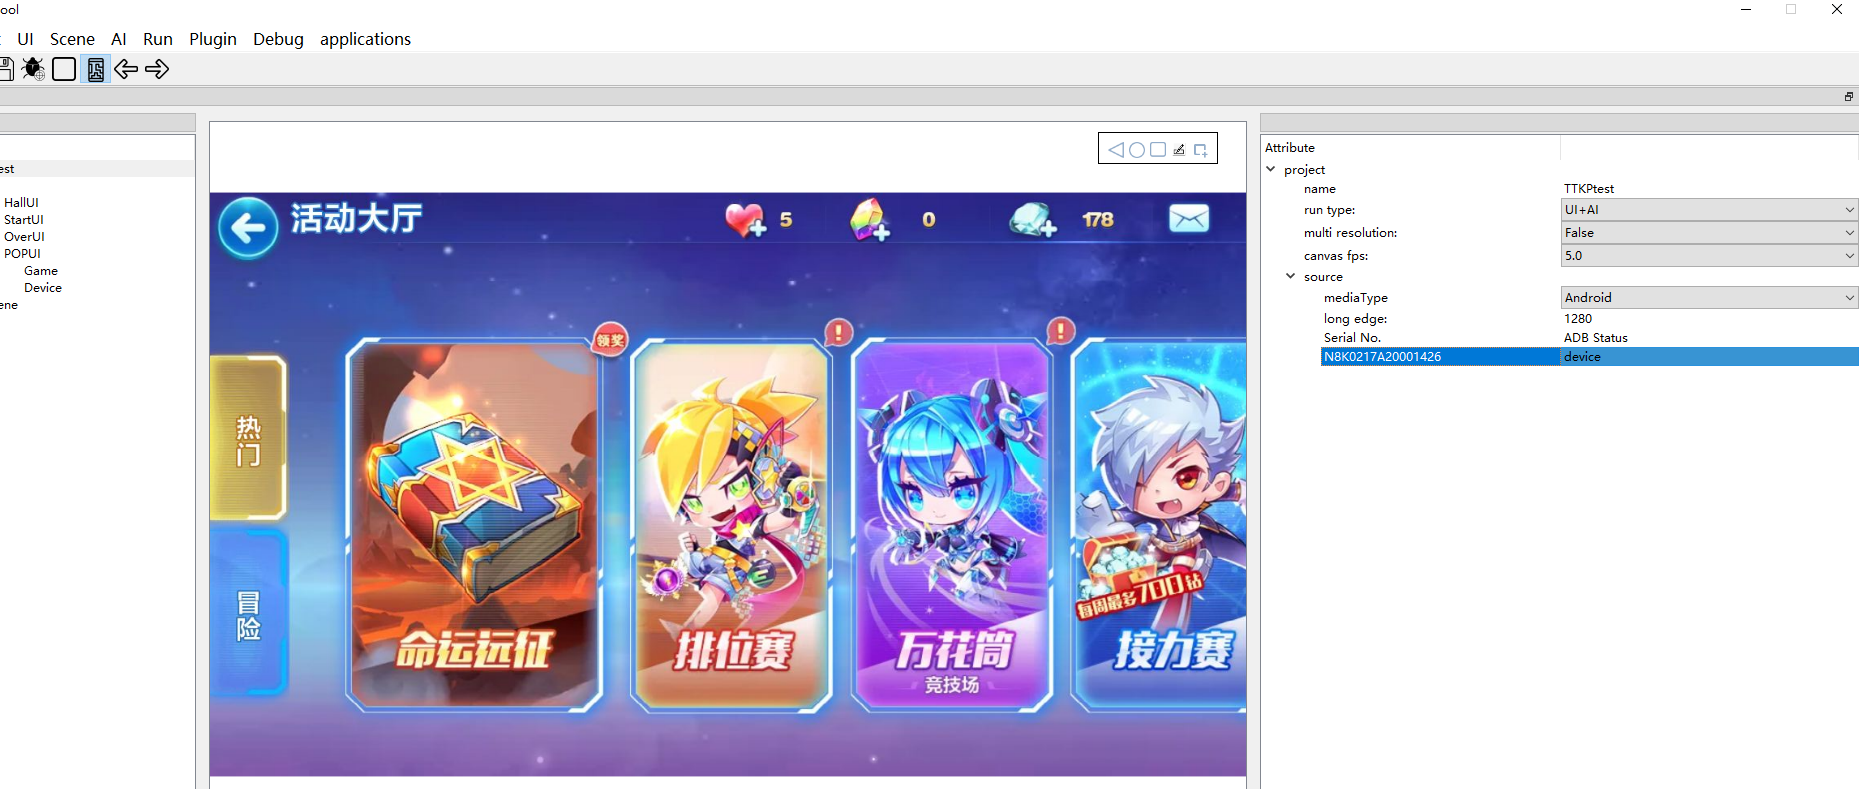 ool
UI Scene AI Run Plugin Debug applications
est
HallUI
StartUI
OverUI
POPUI
Game
Device
ene
活动大厅
5
0
178
热门
冒险
领奖
!
!
命运远征
排位赛
万花筒
竞技场
每周最多700钻
接力赛
Attribute
project
name TTKPtest
run type: UI+AI
multi resolution: False
canvas fps: 5.0
source
mediaType Android
long edge: 1280
Serial No. ADB Status
N8K0217A20001426 device